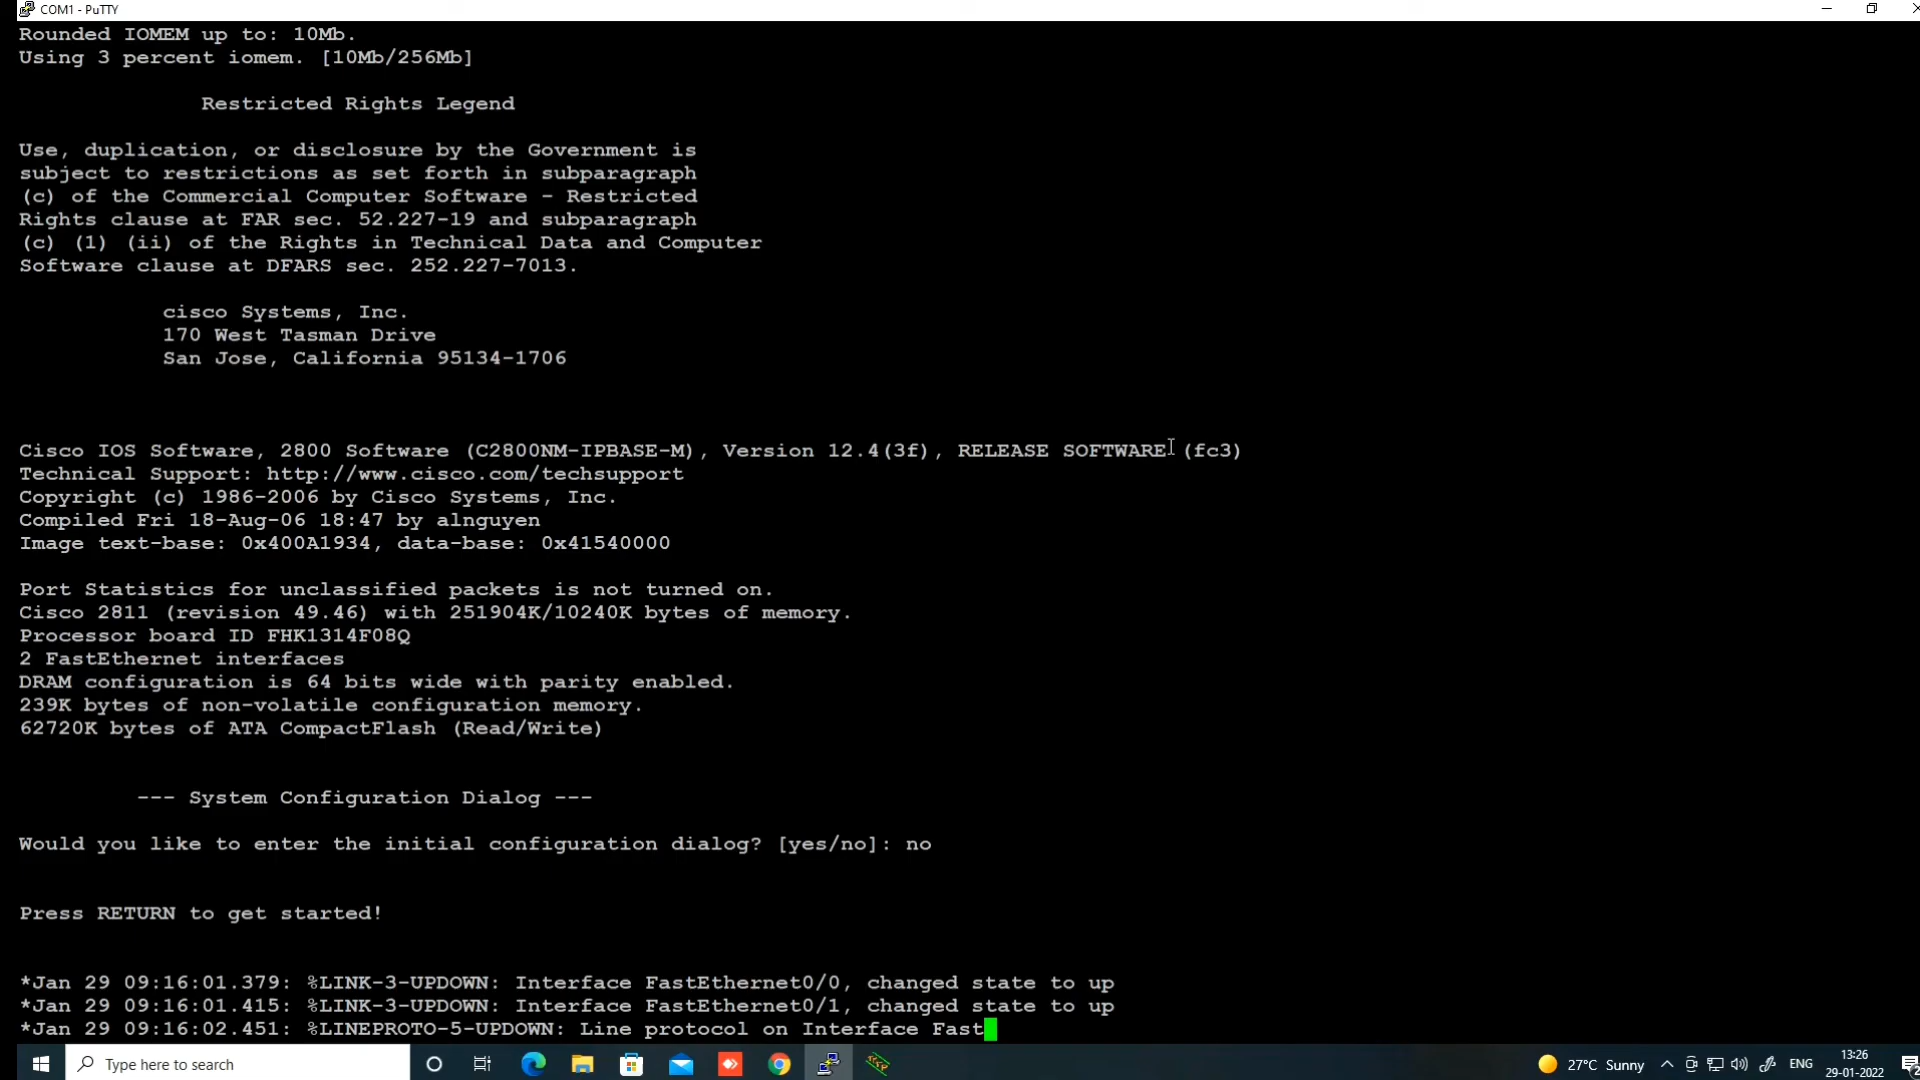 COM1 - PuTTY
Rounded IOMEM up to: 10Mb.
Using 3 percent iomem. [10Mb/256Mb]
Restricted Rights Legend
Use, duplication, or disclosure by the Government is
subject to restrictions as set forth in subparagraph
(c) of the Commercial Computer Software - Restricted
Rights clause at FAR sec. 52.227-19 and subparagraph
(c) (1) (ii) of the Rights in Technical Data and Computer
Software clause at DFARS sec. 252.227-7013.
cisco Systems, Inc.
170 West Tasman Drive
San Jose, California 95134-1706
Cisco IOS Software, 2800 Software (C2800NM-IPBASE-M), Version 12.4(3f), RELEASE SOFTWARE (fc3)
Technical Support: http://www.cisco.com/techsupport
Copyright (c) 1986-2006 by Cisco Systems, Inc.
Compiled Fri 18-Aug-06 18:47 by alnguyen
Image text-base: 0x400A1934, data-base: 0x41540000
Port Statistics for unclassified packets is not turned on.
Cisco 2811 (revision 49.46) with 251904K/10240K bytes of memory.
Processor board ID FHK1314F08Q
2 FastEthernet interfaces
DRAM configuration is 64 bits wide with parity enabled.
239K bytes of non-volatile configuration memory.
62720K bytes of ATA CompactFlash (Read/Write)
--- System Configuration Dialog ---
Would you like to enter the initial configuration dialog? [yes/no]: no
Press RETURN to get started!
*Jan 29 09:16:01.379: %LINK-3-UPDOWN: Interface FastEthernet0/0, changed state to up
*Jan 29 09:16:01.415: %LINK-3-UPDOWN: Interface FastEthernet0/1, changed state to up
*Jan 29 09:16:02.451: %LINEPROTO-5-UPDOWN: Line protocol on Interface Fast
Type here to search
27°C Sunny
ENG
13:26
29-01-2022
2